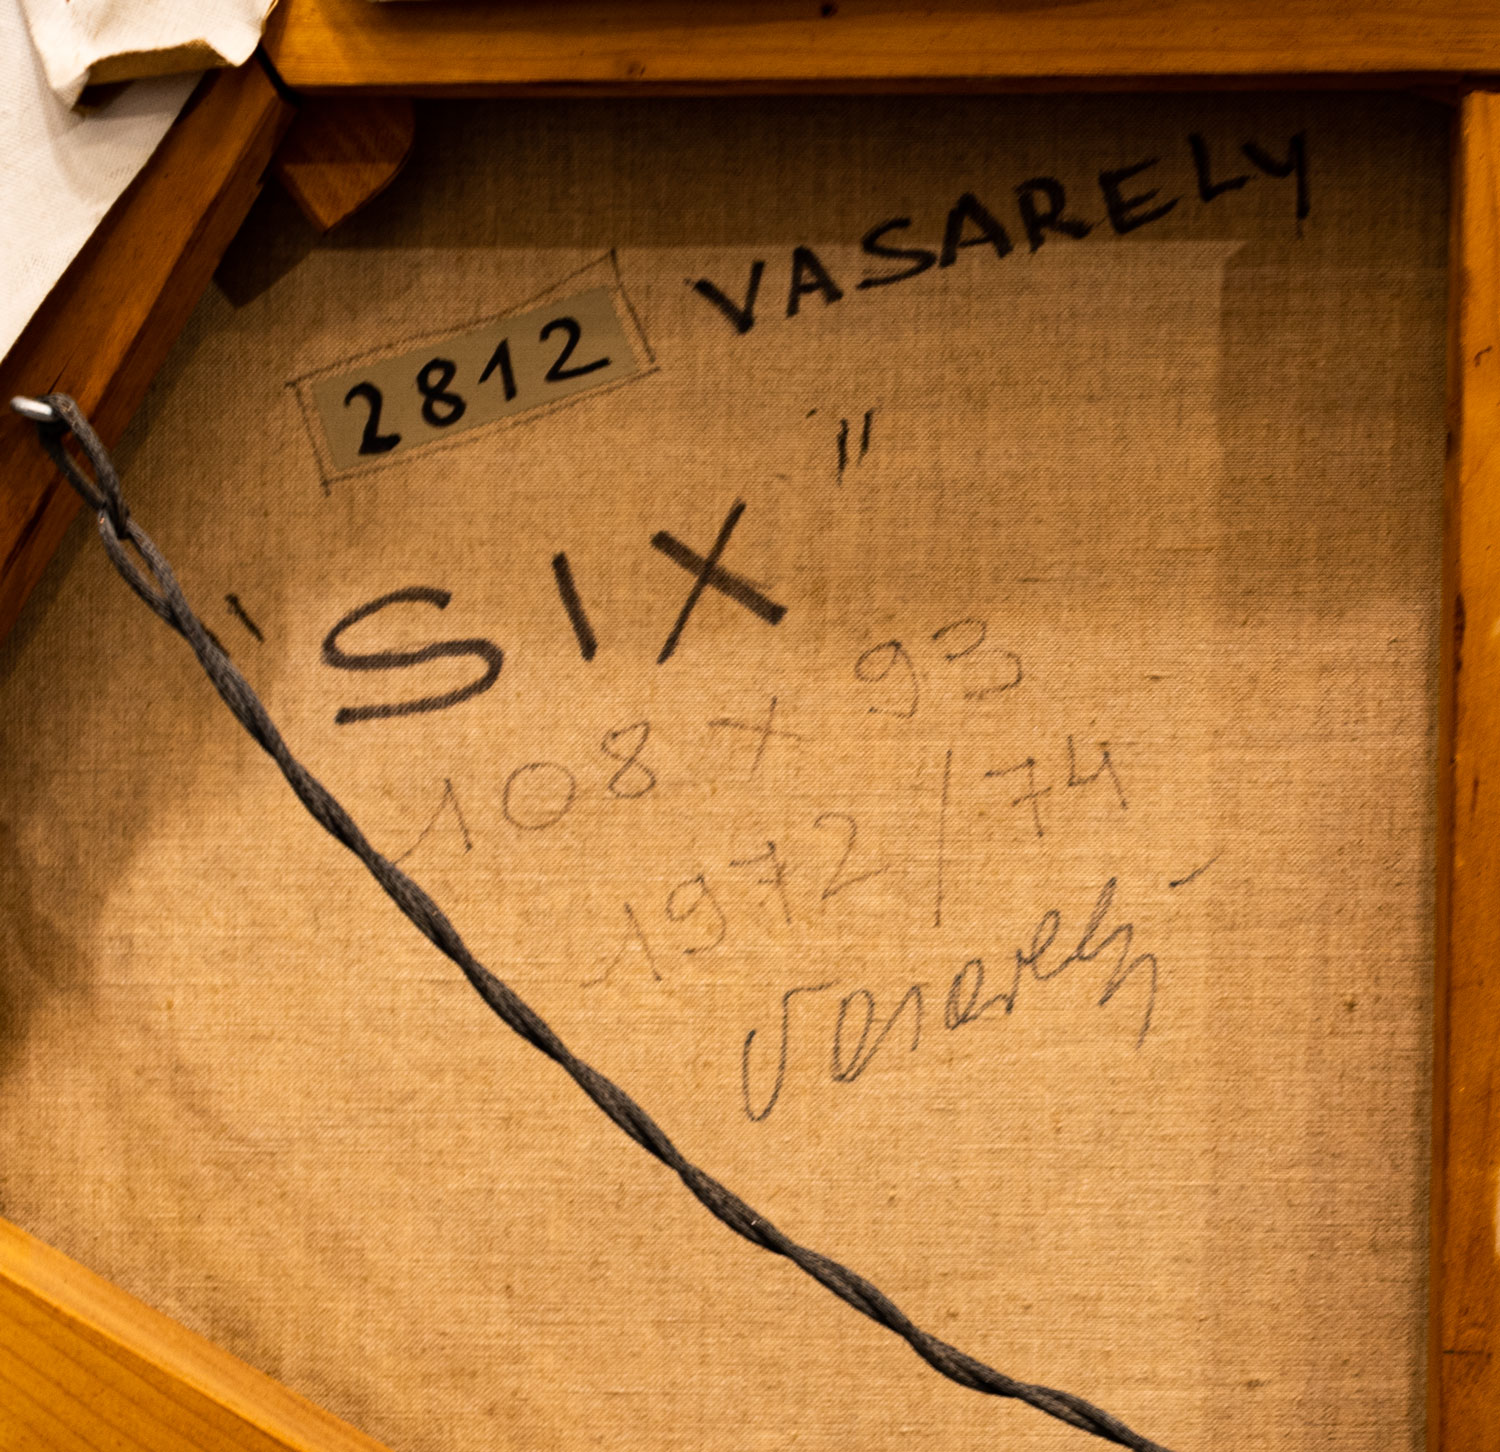 VASARELY
2812
"SIX"
108 x 93
1972/74
Vasarely